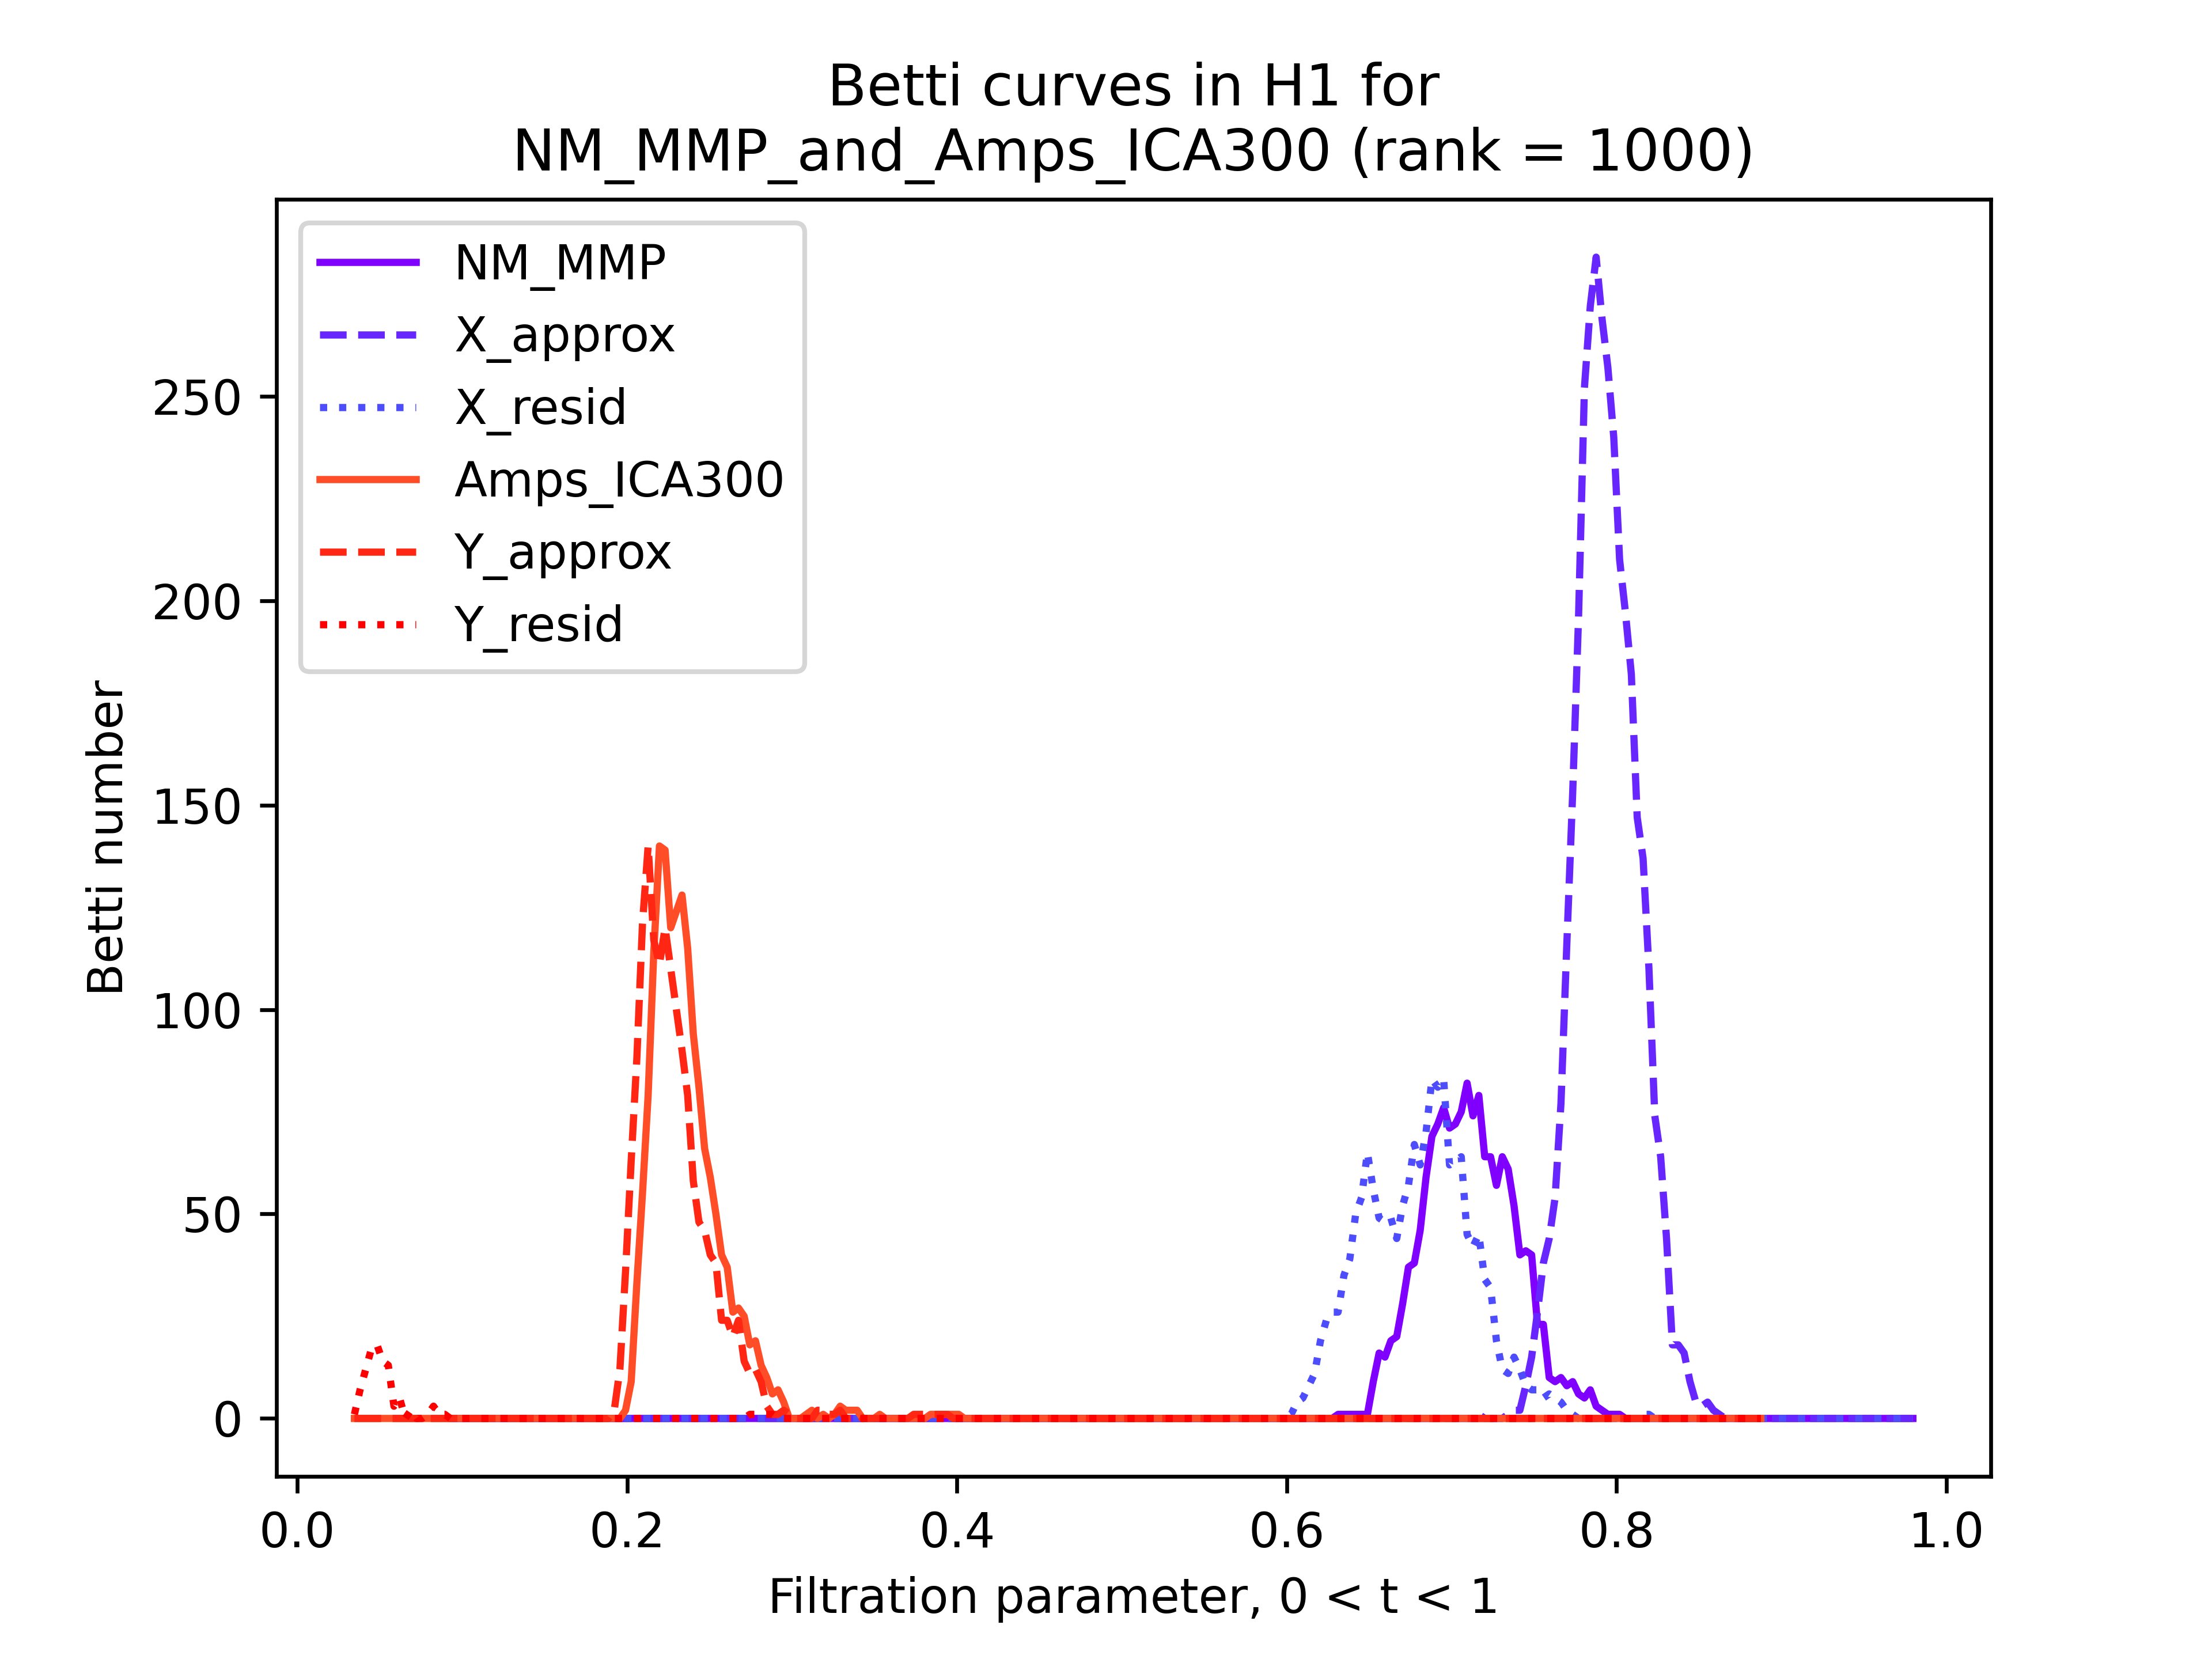 Betti curves in H1 for
NM_MMP_and_Amps_ICA300 (rank = 1000)
NM_MMP
X_approx
X_resid
Amps_ICA300
Y_approx
Y_resid
Betti number
250
200
150
100
50
0
0.0 0.2 0.4 0.6 0.8 1.0
Filtration parameter, 0 < t < 1